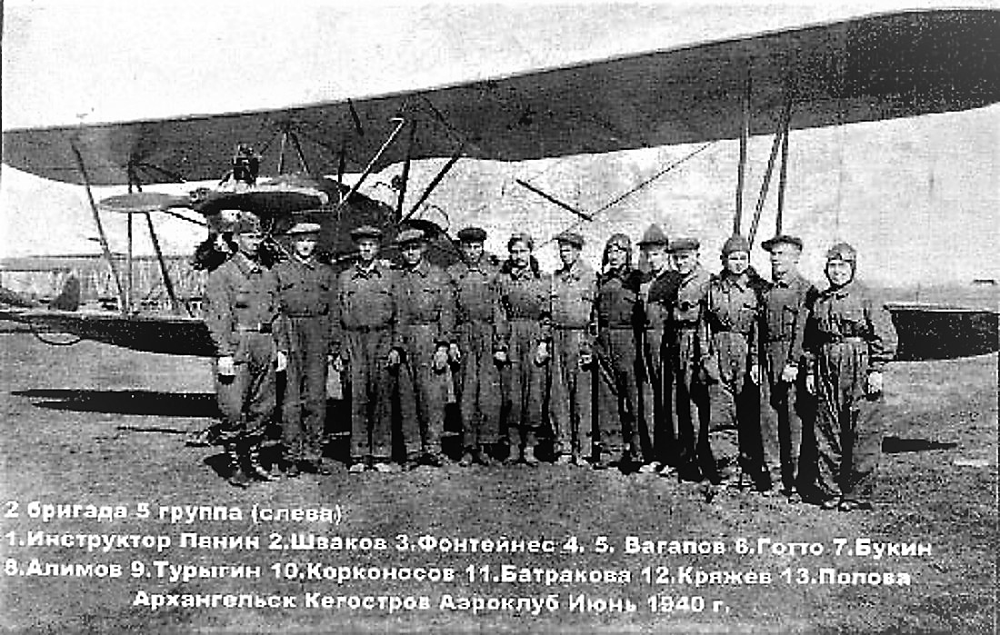 2 бригада 5 группа (слева)
1.Инструктор Панин 2.Шваков 3.Фонтейнес 4. 5. Вагапов 6.Готто 7.Букин
8.Алимов 9.Турыгин 10.Корконосов 11.Батракова 12.Кряжев 13.Попова
Архангельск Кегостров Аэроклуб Июнь 1940 г.